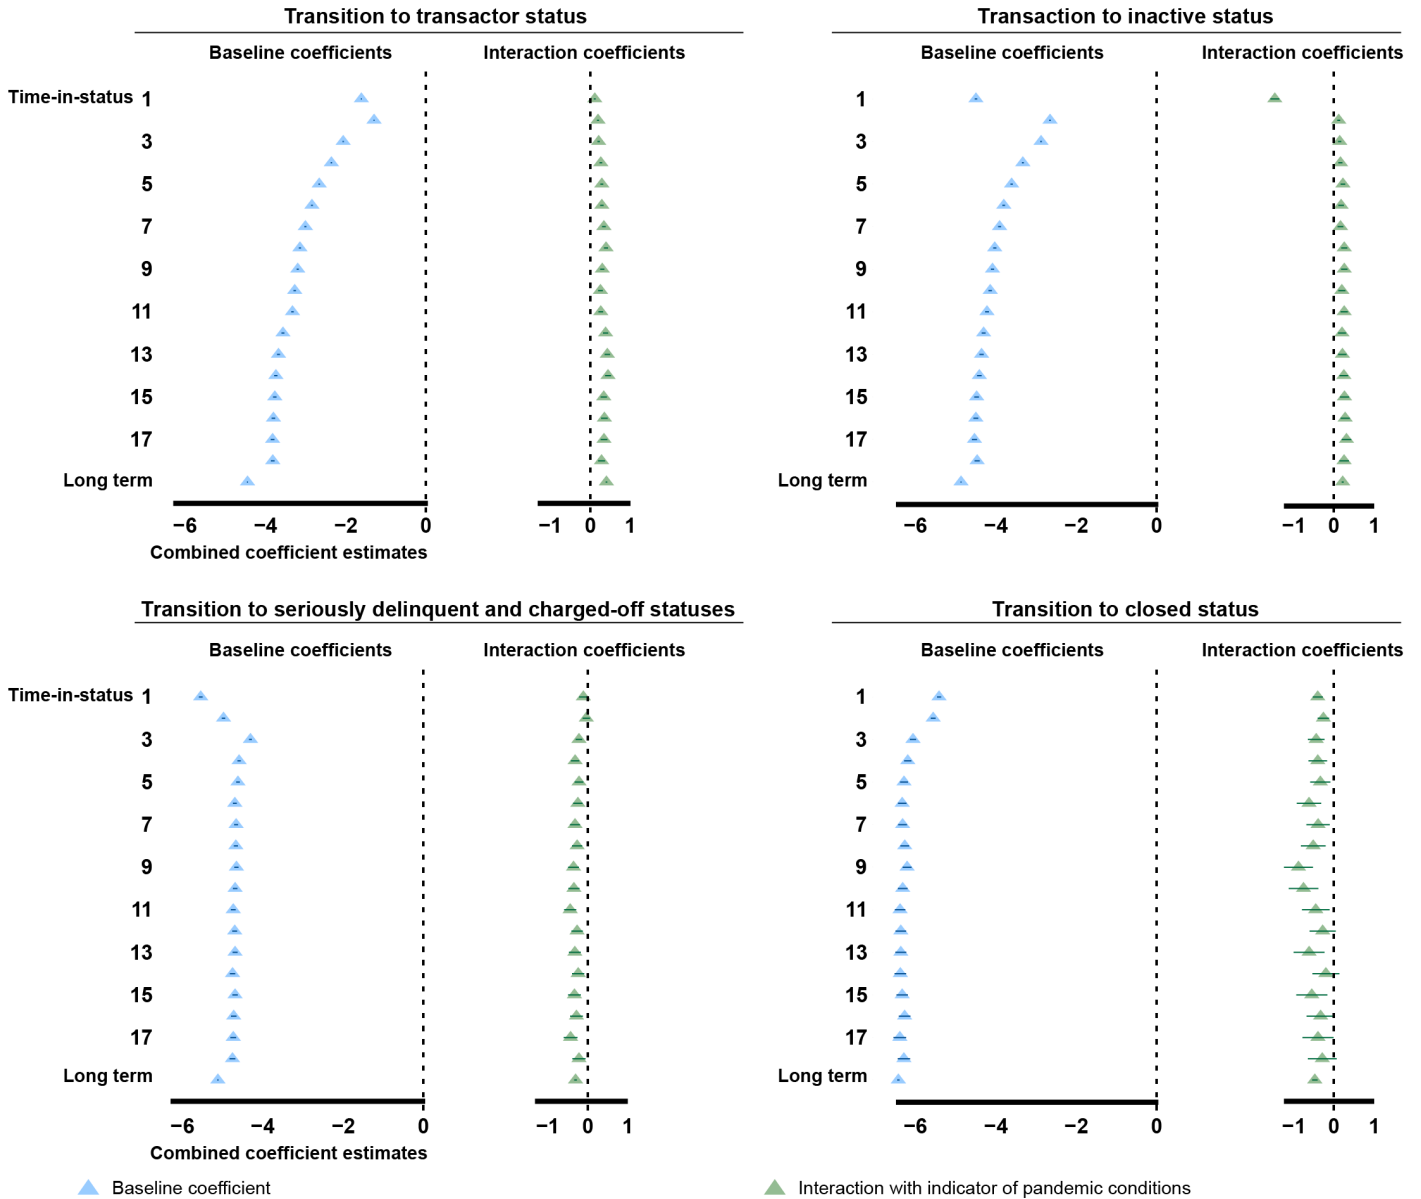 Transition to transactor status
Baseline coefficients Interaction coefficients
Time-in-status 1
3
5
7
9
11
13
15
17
Long term
−6 −4 −2 0 −1 0 1
Combined coefficient estimates
Transaction to inactive status
Baseline coefficients Interaction coefficients
1
3
5
7
9
11
13
15
17
Long term
−6 −4 −2 0 −1 0 1
Transition to seriously delinquent and charged-off statuses
Baseline coefficients Interaction coefficients
Time-in-status 1
3
5
7
9
11
13
15
17
Long term
−6 −4 −2 0 −1 0 1
Combined coefficient estimates
Transition to closed status
Baseline coefficients Interaction coefficients
1
3
5
7
9
11
13
15
17
Long term
−6 −4 −2 0 −1 0 1
Baseline coefficient
Interaction with indicator of pandemic conditions